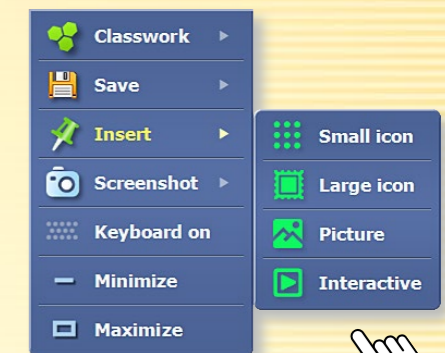 Classwork
Save
Insert
Screenshot
Keyboard on
Minimize
Maximize
Small icon
Large icon
Picture
Interactive